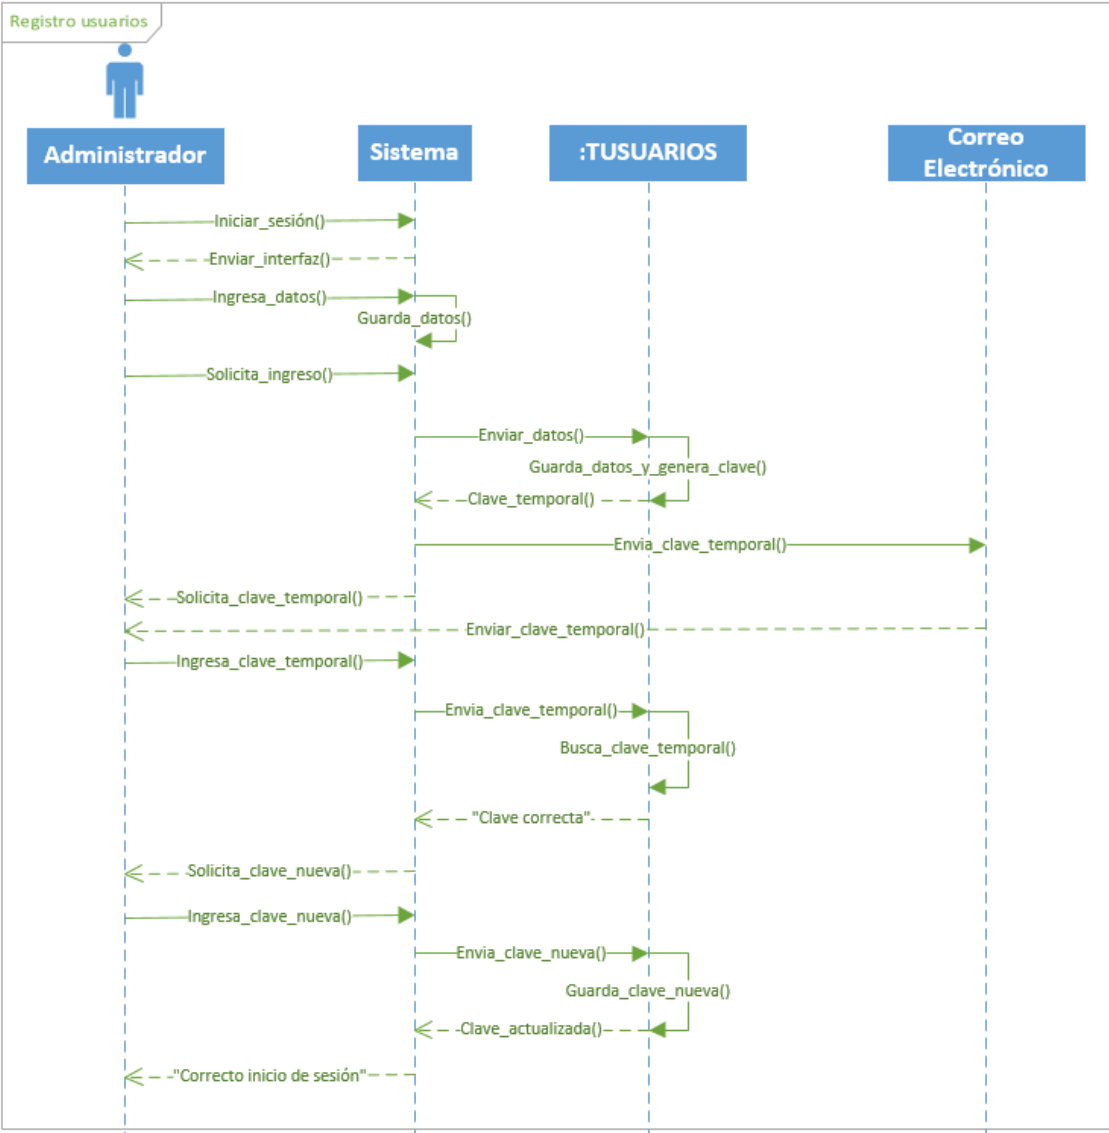 Registro usuarios
Administrador
Sistema
:TUSUARIOS
Correo
Electrónico
Iniciar_sesión()
Enviar_interfaz()
Ingresa_datos()
Guarda_datos()
Solicita_ingreso()
Enviar_datos()
Guarda_datos_y_genera_clave()
Clave_temporal()
Envia_clave_temporal()
Solicita_clave_temporal()
Enviar_clave_temporal()
Ingresa_clave_temporal()
Envia_clave_temporal()
Busca_clave_temporal()
"Clave correcta"
Solicita_clave_nueva()
Ingresa_clave_nueva()
Envia_clave_nueva()
Guarda_clave_nueva()
Clave_actualizada()
"Correcto inicio de sesión"